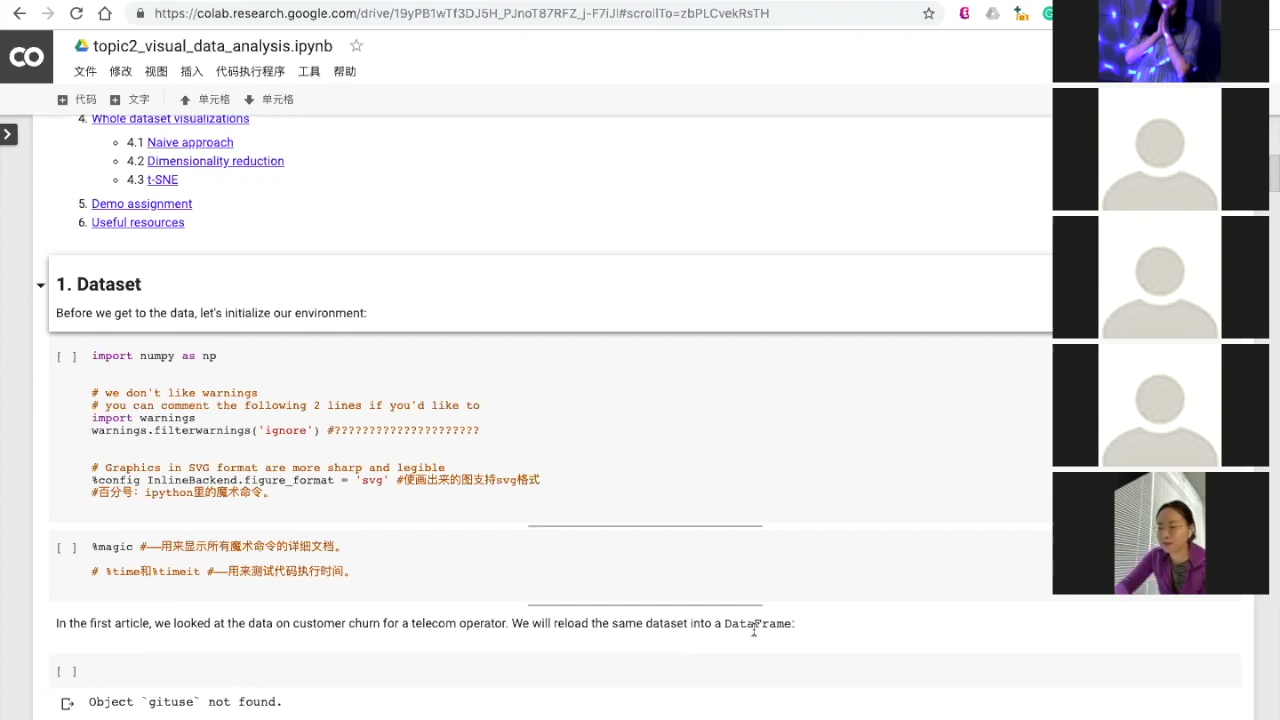 https://colab.research.google.com/drive/19yPB1wTf3DJ5H_PJnoT87RFZ_j-F7iJl#scrollTo=zbPLCvekRsTH
CO
topic2_visual_data_analysis.ipynb
文件 修改 视图 插入 代码执行程序 工具 帮助
代码 文字 单元格 单元格
4. Whole dataset visualizations
4.1 Naive approach
4.2 Dimensionality reduction
4.3 t-SNE
5. Demo assignment
6. Useful resources
1. Dataset
Before we get to the data, let's initialize our environment:
[ ] import numpy as np
# we don't like warnings
# you can comment the following 2 lines if you'd like to
import warnings
warnings.filterwarnings('ignore') #?????????????????????
# Graphics in SVG format are more sharp and legible
%config InlineBackend.figure_format = 'svg' #使画出来的图支持svg格式
#百分号：ipython里的魔术命令。
[ ] %magic #——用来显示所有魔术命令的详细文档。
# %time和%timeit #——用来测试代码执行时间。
In the first article, we looked at the data on customer churn for a telecom operator. We will reload the same dataset into a DataFrame:
[ ]
Object `gituse` not found.